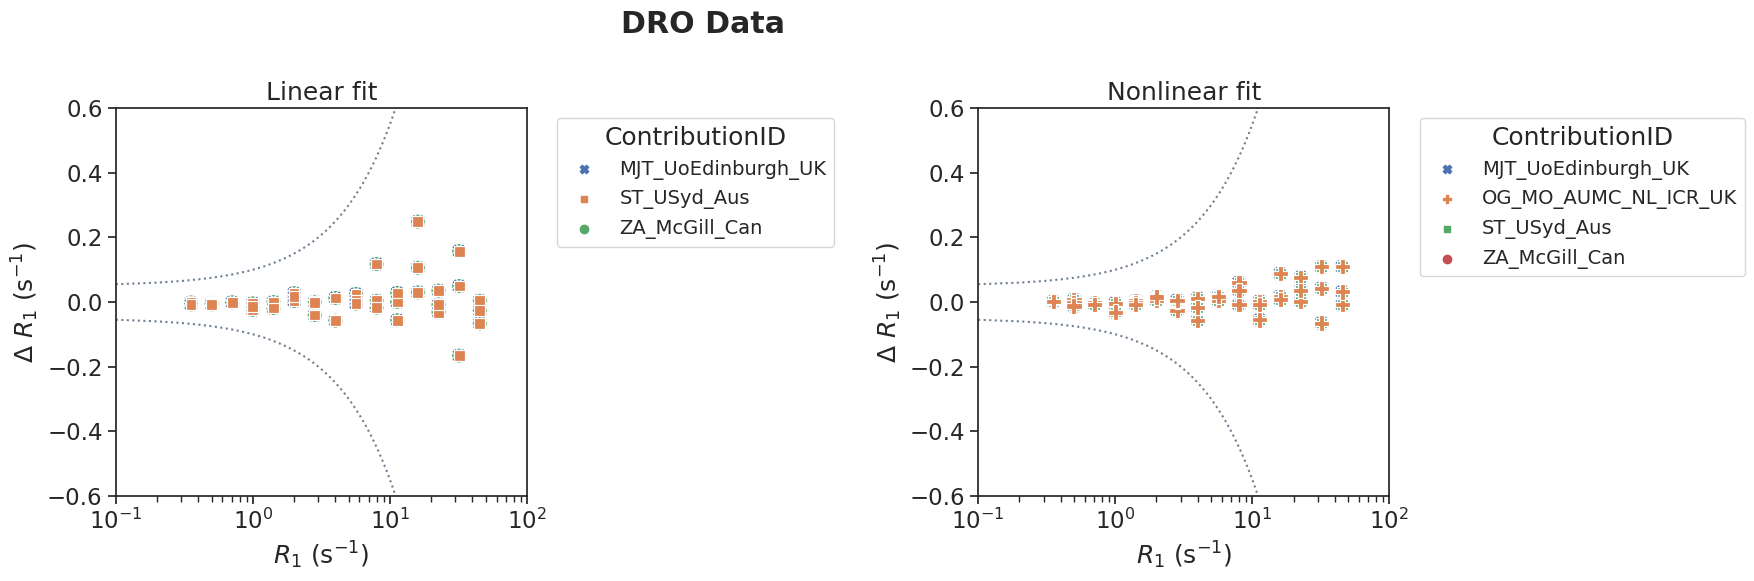 DRO Data
Linear fit
0.6
0.4
0.2
0.0
−0.2
−0.4
−0.6
Δ R₁ (s⁻¹)
10⁻¹
10⁰
10¹
10²
R₁ (s⁻¹)
ContributionID
MJT_UoEdinburgh_UK
ST_USyd_Aus
ZA_McGill_Can
Nonlinear fit
0.6
0.4
0.2
0.0
−0.2
−0.4
−0.6
Δ R₁ (s⁻¹)
10⁻¹
10⁰
10¹
10²
R₁ (s⁻¹)
ContributionID
MJT_UoEdinburgh_UK
OG_MO_AUMC_NL_ICR_UK
ST_USyd_Aus
ZA_McGill_Can